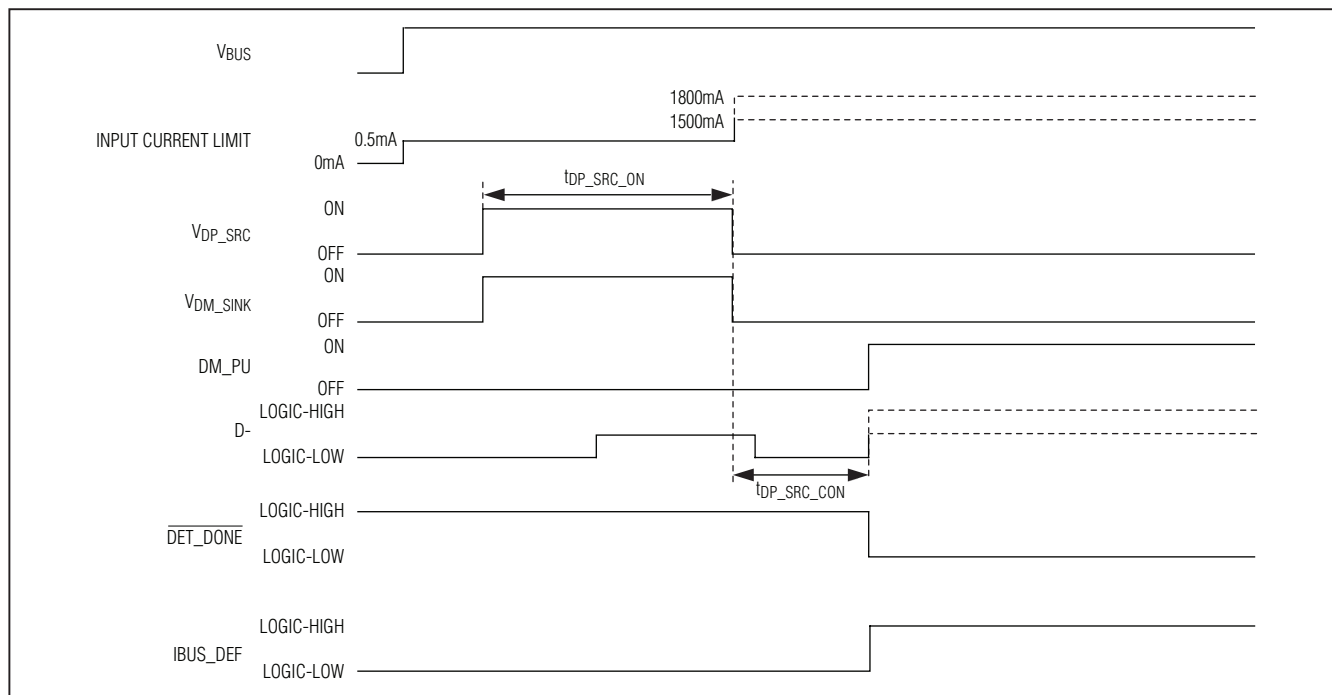 VBUS
1800mA
1500mA
INPUT CURRENT LIMIT
0.5mA
0mA
tDP_SRC_ON
ON
VDP_SRC
OFF
ON
VDM_SINK
OFF
ON
DM_PU
OFF
LOGIC-HIGH
D-
LOGIC-LOW
tDP_SRC_CON
LOGIC-HIGH
DET_DONE
LOGIC-LOW
LOGIC-HIGH
IBUS_DEF
LOGIC-LOW